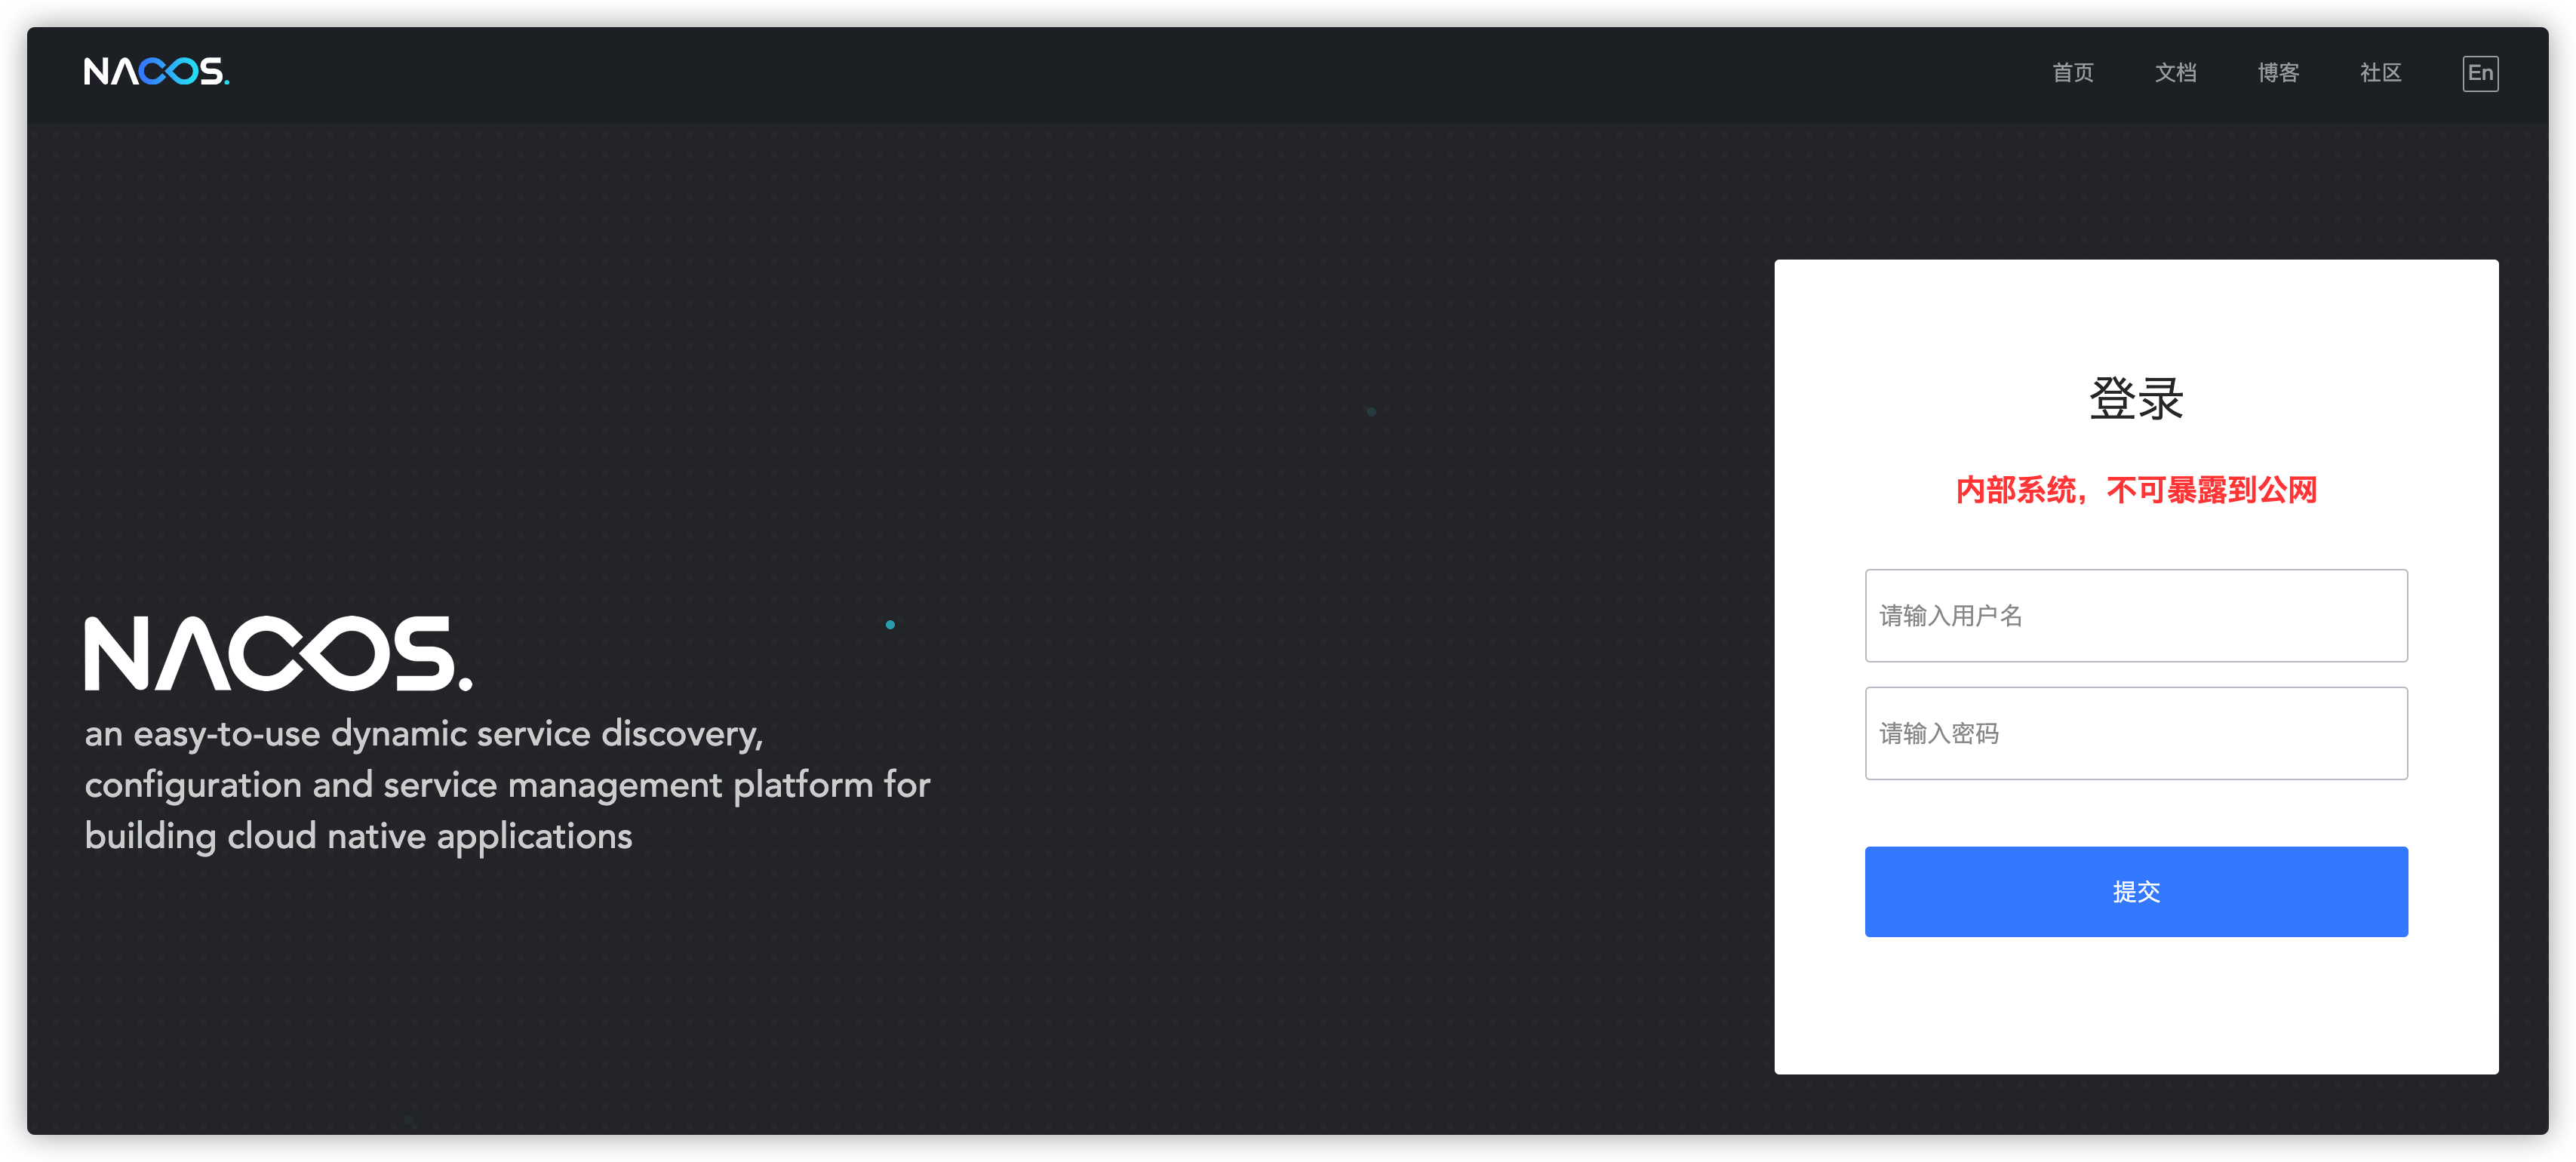 NACOS.
首页 文档 博客 社区 En
登录
内部系统，不可暴露到公网
请输入用户名
请输入密码
提交
NACOS.
an easy-to-use dynamic service discovery,
configuration and service management platform for
building cloud native applications